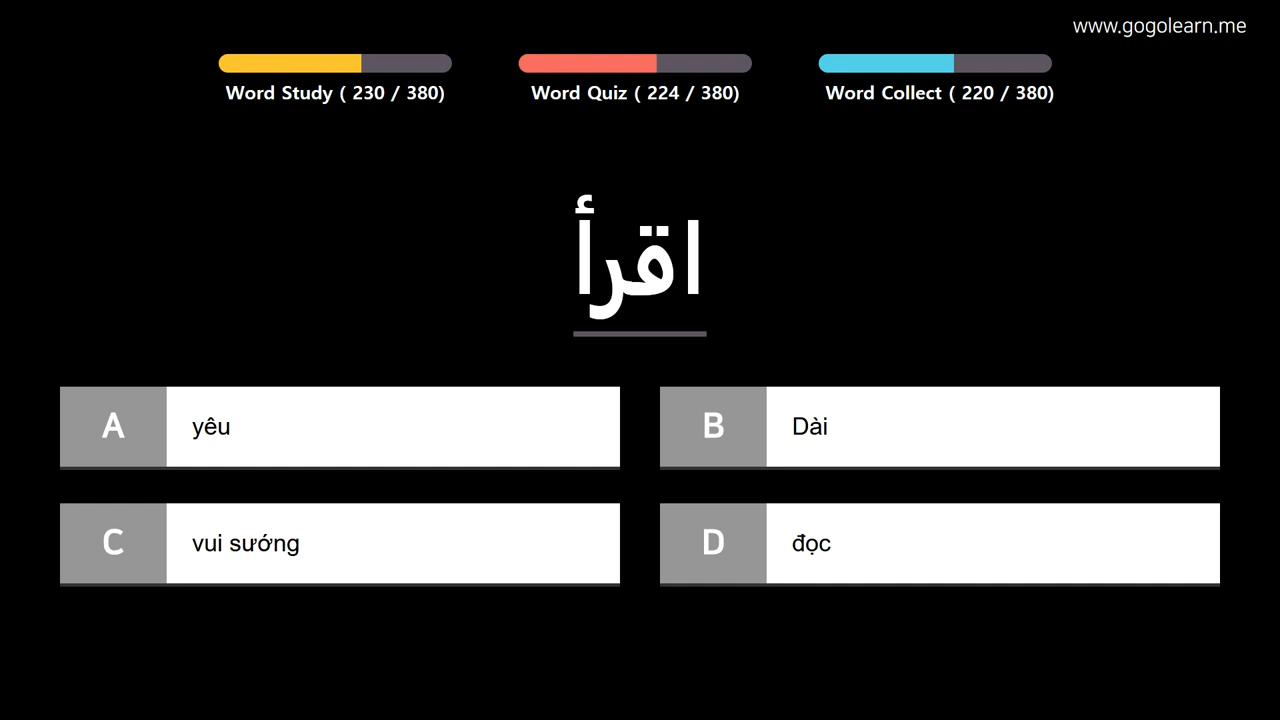 www.gogolearn.me
Word Study ( 230 / 380)
Word Quiz ( 224 / 380)
Word Collect ( 220 / 380)
اقرأ
A yêu
B Dài
C vui sướng
D đọc